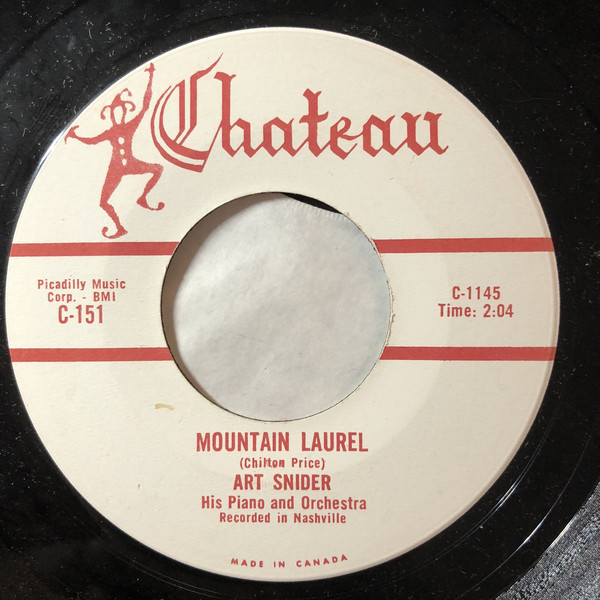 Chateau
Picadilly Music
Corp. - BMI
C-151
C-1145
Time: 2:04
MOUNTAIN LAUREL
(Chilton Price)
ART SNIDER
His Piano and Orchestra
Recorded in Nashville
MADE IN CANADA